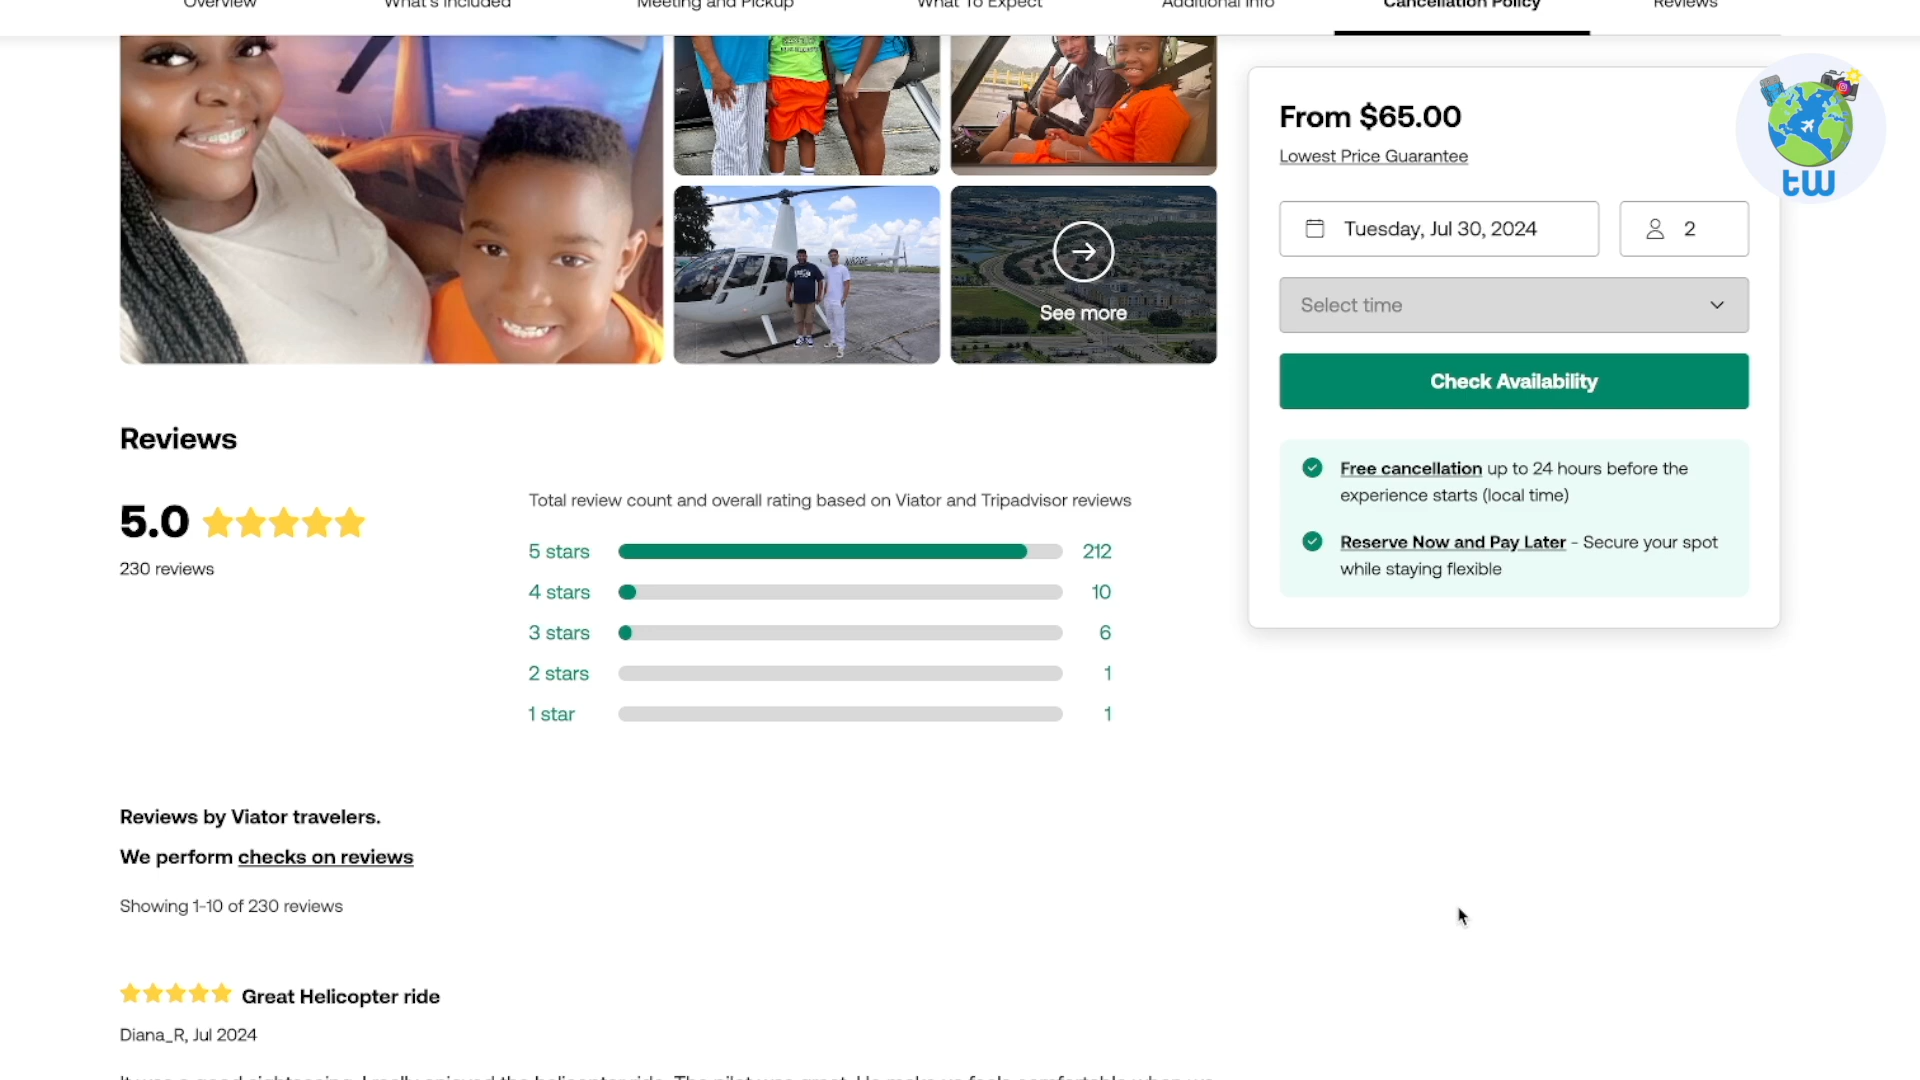 Overview
What's Included
Meeting and Pickup
What To Expect
Additional Info
Cancellation Policy
Reviews
See more
From $65.00
Lowest Price Guarantee
Tuesday, Jul 30, 2024
2
Select time
Check Availability
Free cancellation up to 24 hours before the
experience starts (local time)
Reserve Now and Pay Later - Secure your spot
while staying flexible
tw
Reviews
5.0
230 reviews
Total review count and overall rating based on Viator and Tripadvisor reviews
5 stars 212
4 stars 10
3 stars 6
2 stars 1
1 star 1
Reviews by Viator travelers.
We perform checks on reviews
Showing 1-10 of 230 reviews
Great Helicopter ride
Diana_R, Jul 2024